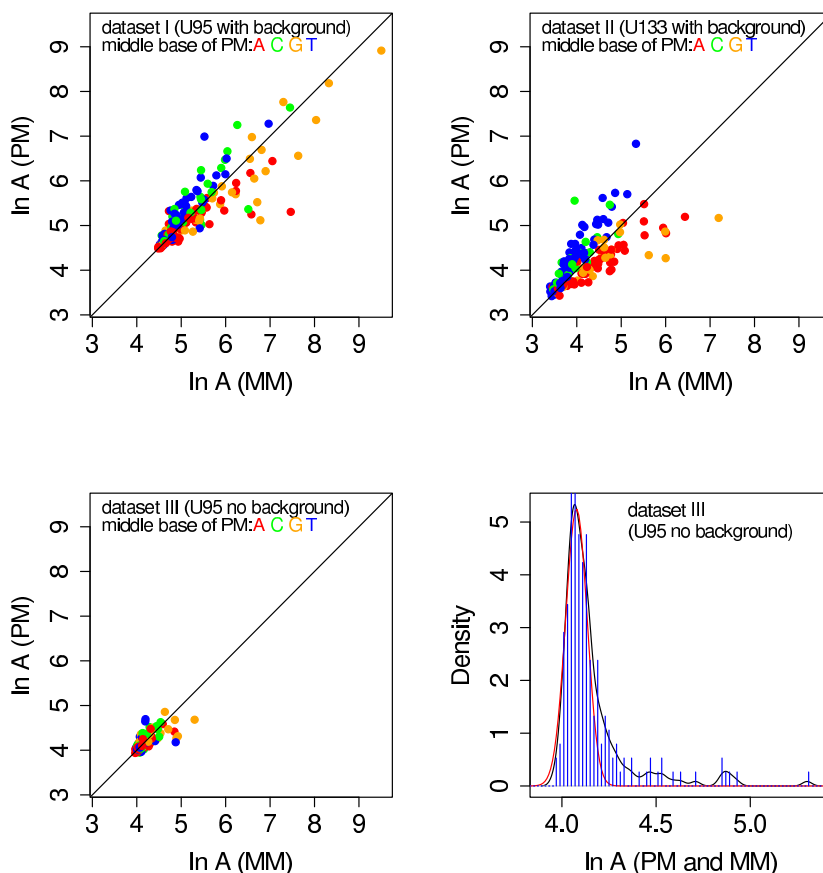 dataset I (U95 with background)
middle base of PM:A C G T
9
8
7
6
5
4
3
ln A (PM)
3 4 5 6 7 8 9
ln A (MM)
dataset II (U133 with background)
middle base of PM:A C G T
9
8
7
6
5
4
3
ln A (PM)
3 4 5 6 7 8 9
ln A (MM)
dataset III (U95 no background)
middle base of PM:A C G T
9
8
7
6
5
4
3
ln A (PM)
3 4 5 6 7 8 9
ln A (MM)
dataset III
(U95 no background)
5
4
3
2
1
0
Density
4.0 4.5 5.0
ln A (PM and MM)